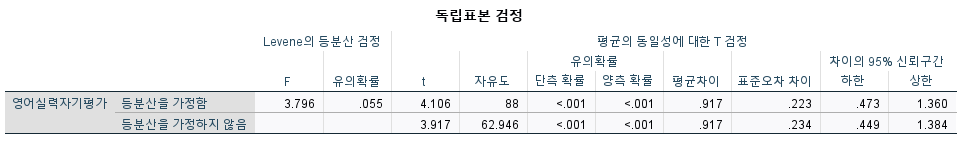 독립표본 검정
Levene의 등분산 검정 평균의 동일성에 대한 T 검정
유의확률 차이의 95% 신뢰구간
F 유의확률 t 자유도 단측 확률 양측 확률 평균차이 표준오차 차이 하한 상한
영어실력자기평가 등분산을 가정함 3.796 .055 4.106 88 <.001 <.001 .917 .223 .473 1.360
등분산을 가정하지 않음 3.917 62.946 <.001 <.001 .917 .234 .449 1.384